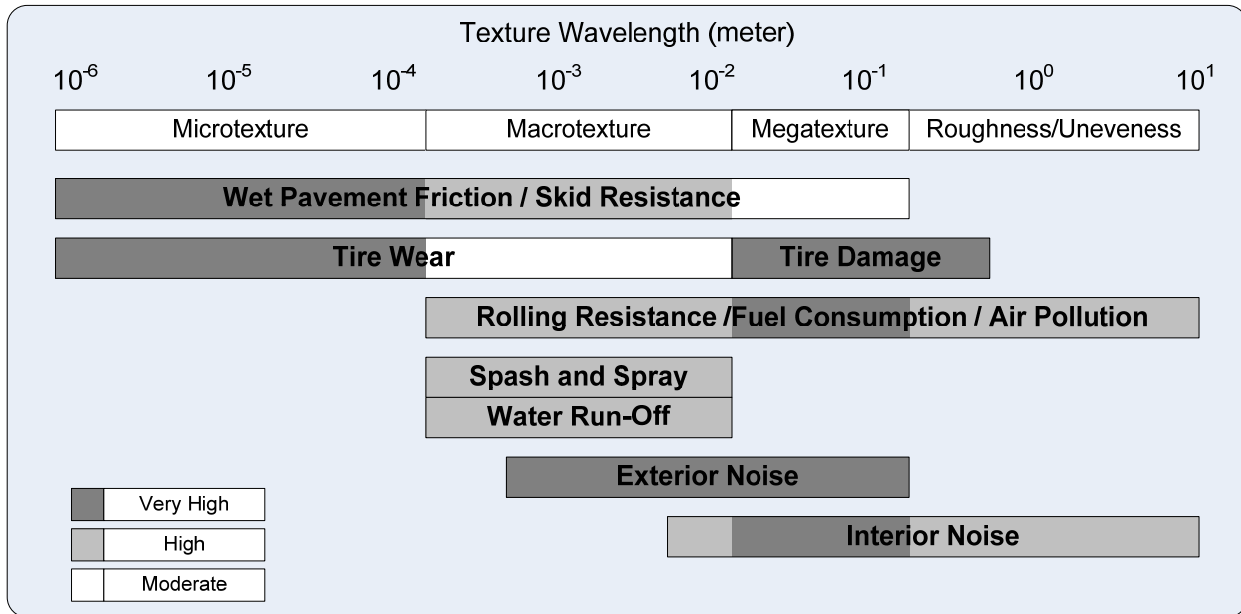 Texture Wavelength (meter)
10⁻⁶ 10⁻⁵ 10⁻⁴ 10⁻³ 10⁻² 10⁻¹ 10⁰ 10¹
Microtexture Macrotexture Megatexture Roughness/Uneveness
Wet Pavement Friction / Skid Resistance
Tire Wear Tire Damage
Rolling Resistance /Fuel Consumption / Air Pollution
Spash and Spray
Water Run-Off
Exterior Noise
Interior Noise
Very High
High
Moderate